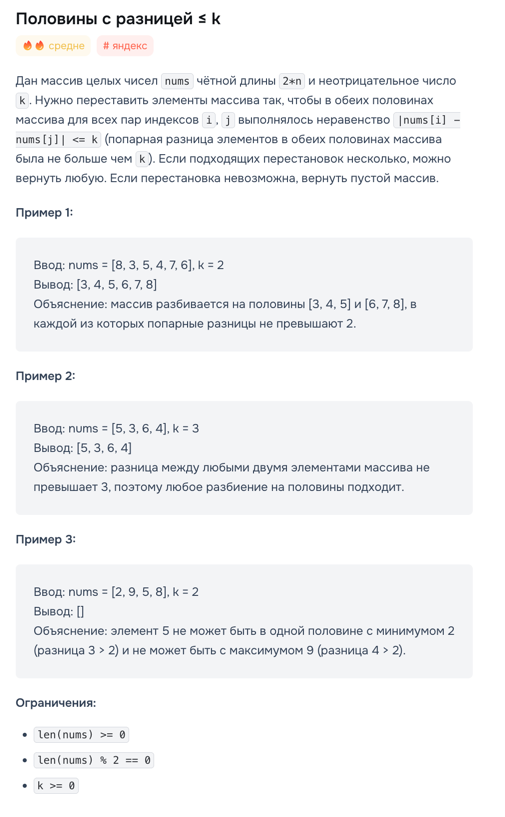 Половины с разницей ≤ k
🔥🔥 средне # яндекс
Дан массив целых чисел nums чётной длины 2*n и неотрицательное число
k. Нужно переставить элементы массива так, чтобы в обеих половинах
массива для всех пар индексов i, j выполнялось неравенство |nums[i] −
nums[j]| <= k (попарная разница элементов в обеих половинах массива
была не больше чем k). Если подходящих перестановок несколько, можно
вернуть любую. Если перестановка невозможна, вернуть пустой массив.
Пример 1:
Ввод: nums = [8, 3, 5, 4, 7, 6], k = 2
Вывод: [3, 4, 5, 6, 7, 8]
Объяснение: массив разбивается на половины [3, 4, 5] и [6, 7, 8], в
каждой из которых попарные разницы не превышают 2.
Пример 2:
Ввод: nums = [5, 3, 6, 4], k = 3
Вывод: [5, 3, 6, 4]
Объяснение: разница между любыми двумя элементами массива не
превышает 3, поэтому любое разбиение на половины подходит.
Пример 3:
Ввод: nums = [2, 9, 5, 8], k = 2
Вывод: []
Объяснение: элемент 5 не может быть в одной половине с минимумом 2
(разница 3 > 2) и не может быть с максимумом 9 (разница 4 > 2).
Ограничения:
• len(nums) >= 0
• len(nums) % 2 == 0
• k >= 0